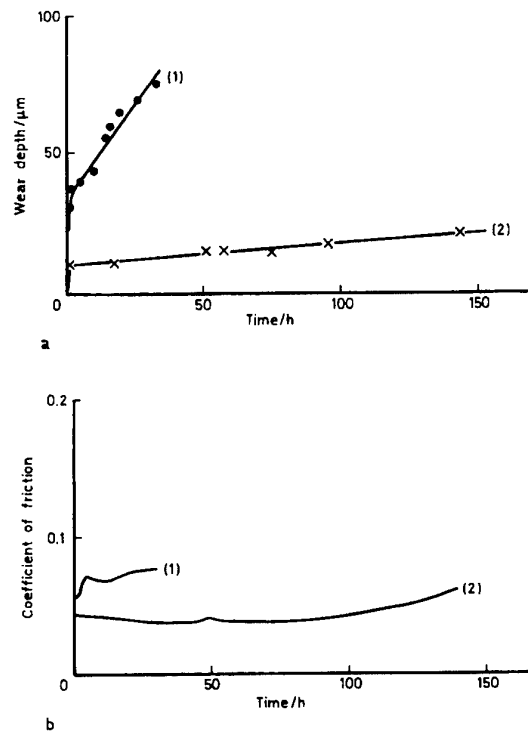 100
(1)
Wear depth/μm
50
(2)
0
50
100
150
Time/h
a
0.2
Coefficient of friction
0.1
(1)
(2)
0
50
100
150
Time/h
b